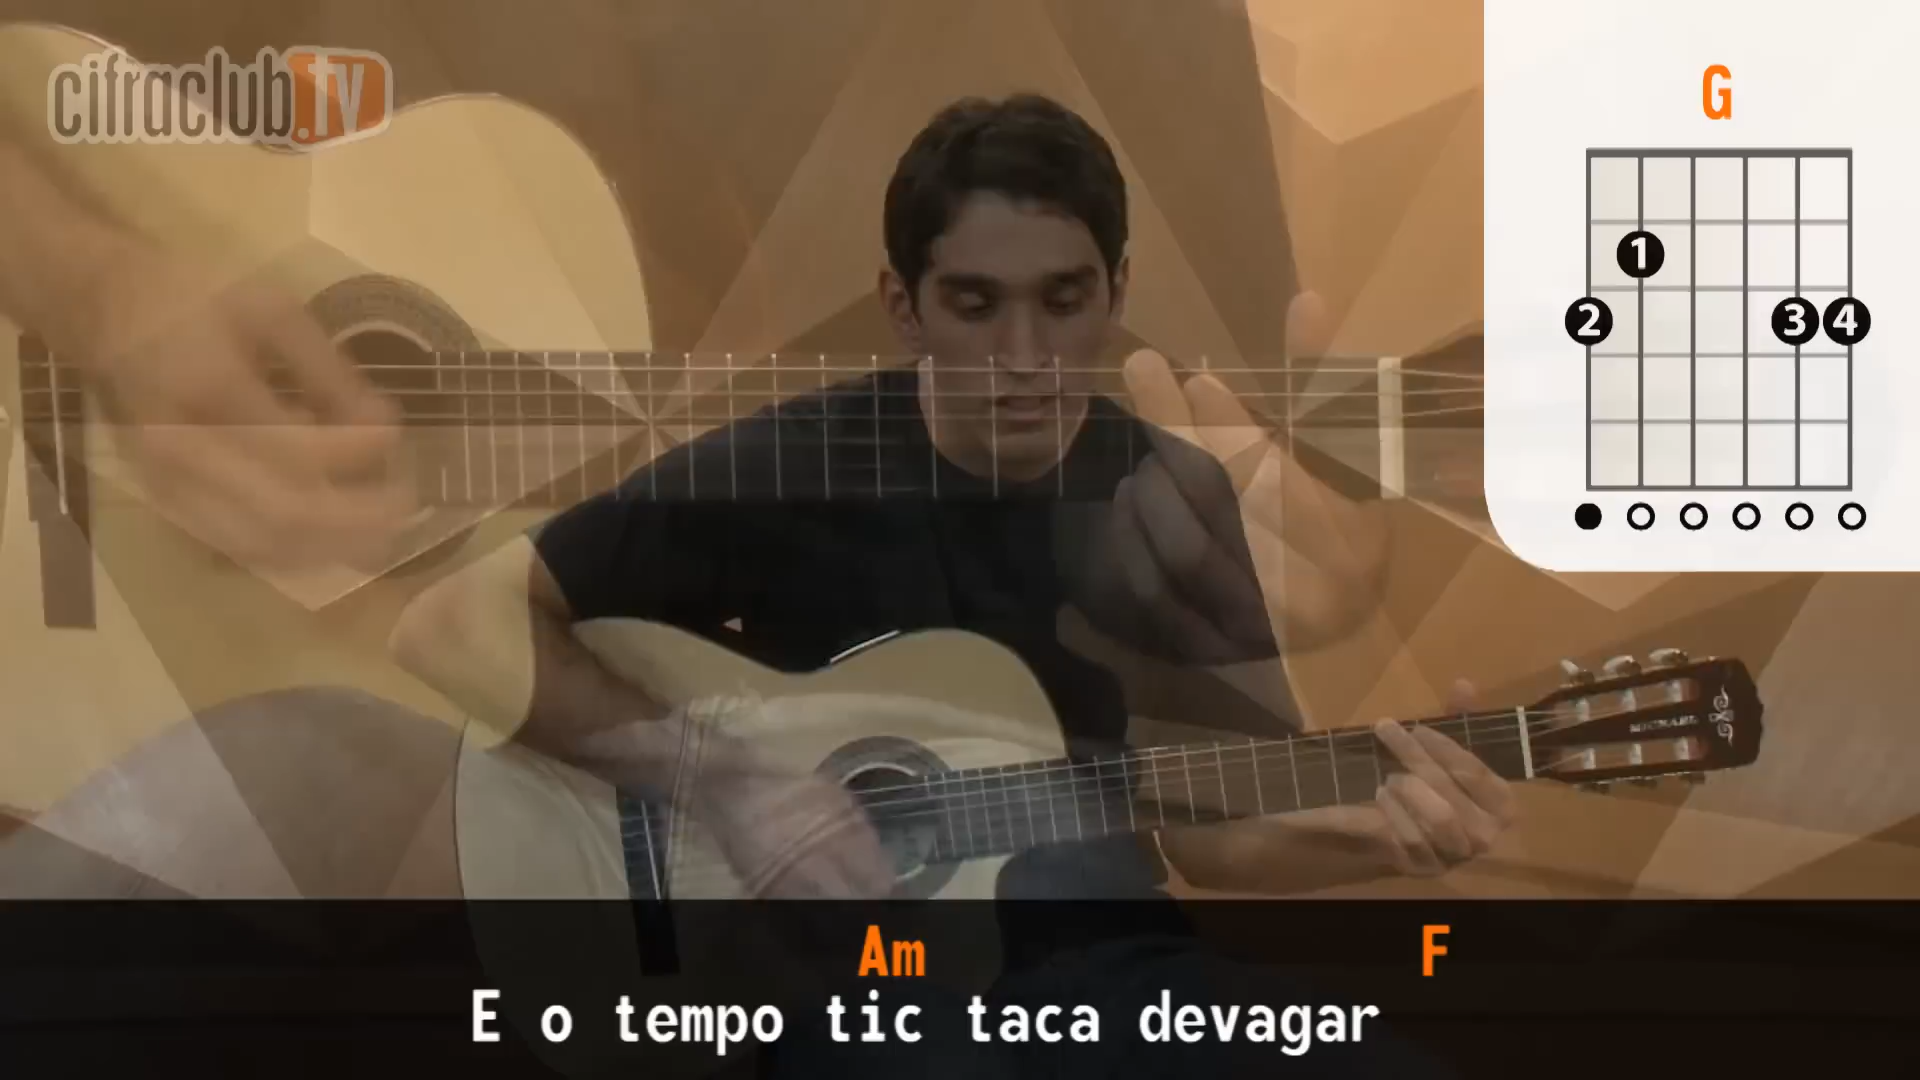 cifraclub.tv
G
1
2 3 4
Am F
E o tempo tic taca devagar